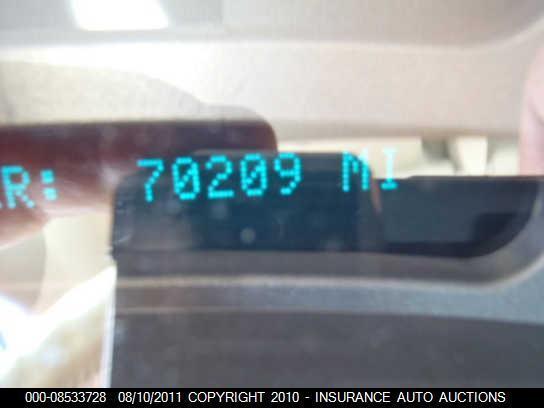 R: 70209 MI
000-08533728 08/10/2011 COPYRIGHT 2010 - INSURANCE AUTO AUCTIONS